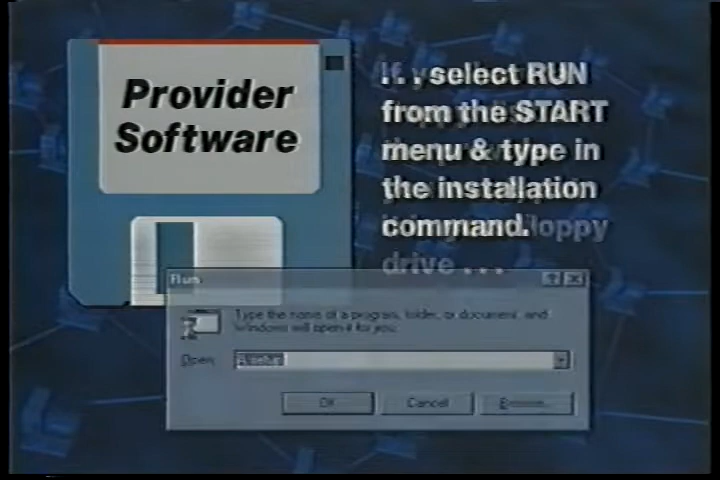 Provider
Software
. . . select RUN
from the START
menu & type in
the installation
command.
drive . . .
Run
Type the name of a program, folder, or document, and
Windows will open it for you.
Open:
A:\setup
OK
Cancel
Browse...